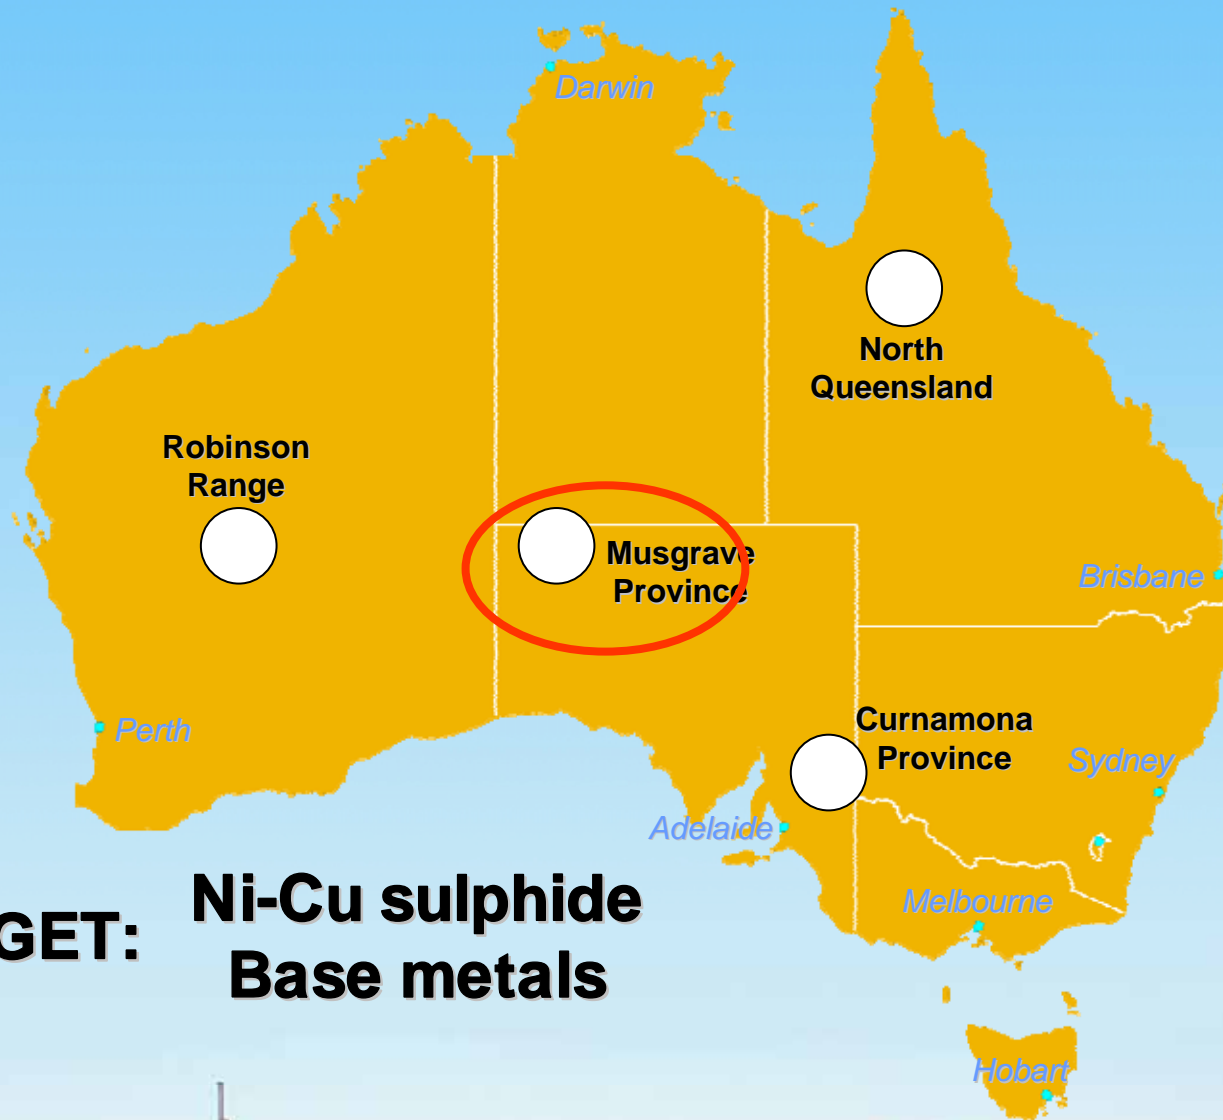 Darwin
North
Queensland
Robinson
Range
Musgrave
Province
Brisbane
Curnamona
Province
Perth
Sydney
Adelaide
Ni-Cu sulphide
GET:
Base metals
Melbourne
Hobart